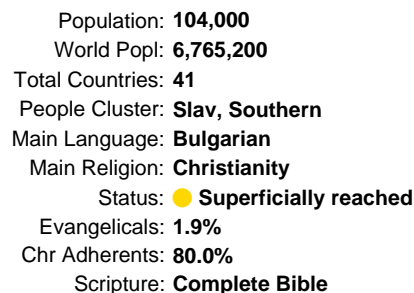 Population: 104,000
World Popl: 6,765,200
Total Countries: 41
People Cluster: Slav, Southern
Main Language: Bulgarian
Main Religion: Christianity
Status: Superficially reached
Evangelicals: 1.9%
Chr Adherents: 80.0%
Scripture: Complete Bible